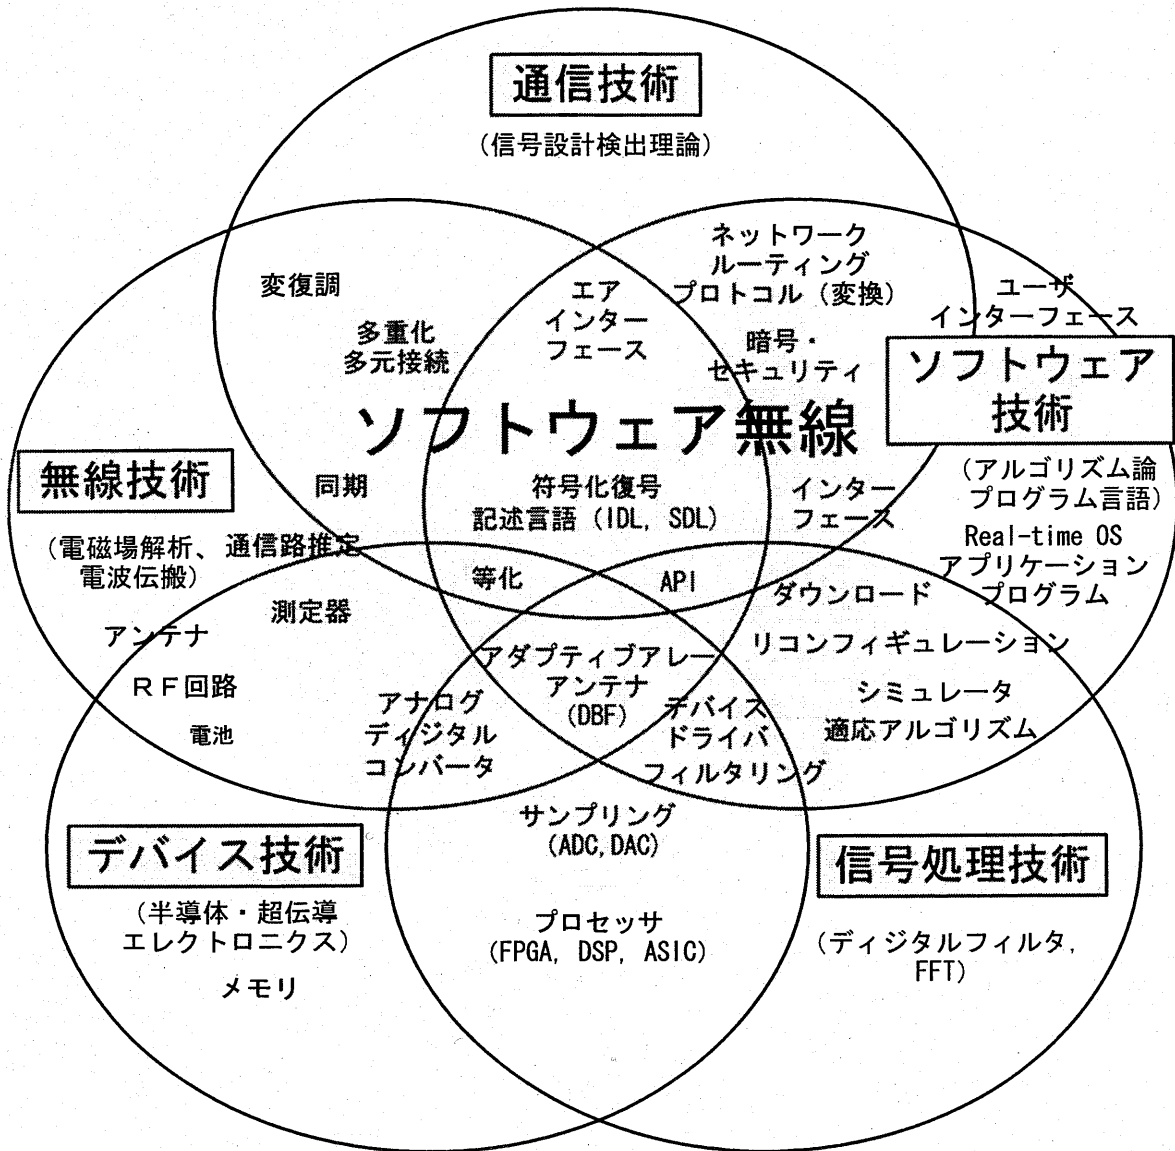 通信技術
(信号設計検出理論)
ネットワーク
ルーティング
プロトコル (変換)
変復調
エア
インター
フェース
ユーザ
インターフェース
多重化
多元接続
暗号・
セキュリティ
ソフトウェア
技術
ソフトウェア無線
無線技術
(アルゴリズム論
プログラム言語)
同期
符号化復号
記述言語 (IDL, SDL)
インター
フェース
Real-time OS
アプリケーション
プログラム
(電磁場解析、通信路推定
電波伝搬)
等化
API
ダウンロード
測定器
アンテナ
リコンフィギュレーション
アダプティブアレー
アンテナ
(DBF)
RF回路
アナログ
ディジタル
コンバータ
デバイス
ドライバ
シミュレータ
適応アルゴリズム
電池
フィルタリング
サンプリング
(ADC, DAC)
デバイス技術
信号処理技術
(半導体・超伝導
エレクトロニクス)
プロセッサ
(FPGA, DSP, ASIC)
(ディジタルフィルタ,
FFT)
メモリ